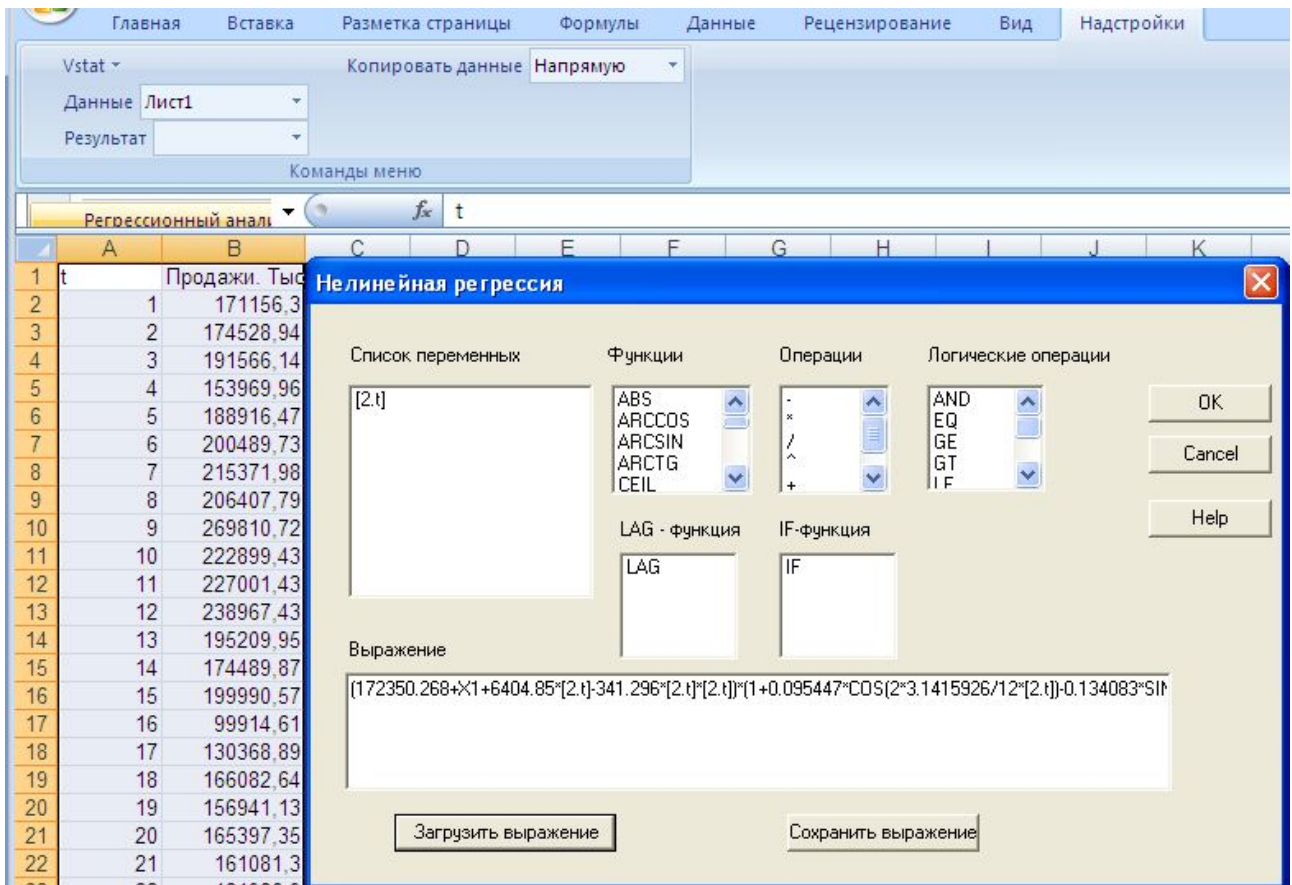 Главная Вставка Разметка страницы Формулы Данные Рецензирование Вид Надстройки
Vstat Копировать данные Напрямую
Данные Лист1
Результат
Команды меню
Регрессионный анали fx t
A B C D E F G H I J K
1 t Продажи. Тыс
2 1 171156,3
3 2 174528,94
4 3 191566,14
5 4 153969,96
6 5 188916,47
7 6 200489,73
8 7 215371,98
9 8 206407,79
10 9 269810,72
11 10 222899,43
12 11 227001,43
13 12 238967,43
14 13 195209,95
15 14 174489,87
16 15 199990,57
17 16 99914,61
18 17 130368,89
19 18 166082,64
20 19 156941,13
21 20 165397,35
22 21 161081,3
Нелинейная регрессия
Список переменных Функции Операции Логические операции
[2.t]
ABS
ARCCOS
ARCSIN
ARCTG
CEIL
-
*
/
^
+
AND
EQ
GE
GT
LE
OK
Cancel
Help
LAG - функция IF-функция
LAG IF
Выражение
(172350.268+X1+6404.85*[2.t]-341.296*[2.t]*[2.t])*(1+0.095447*COS(2*3.1415926/12*[2.t])-0.134083*SIN
Загрузить выражение Сохранить выражение